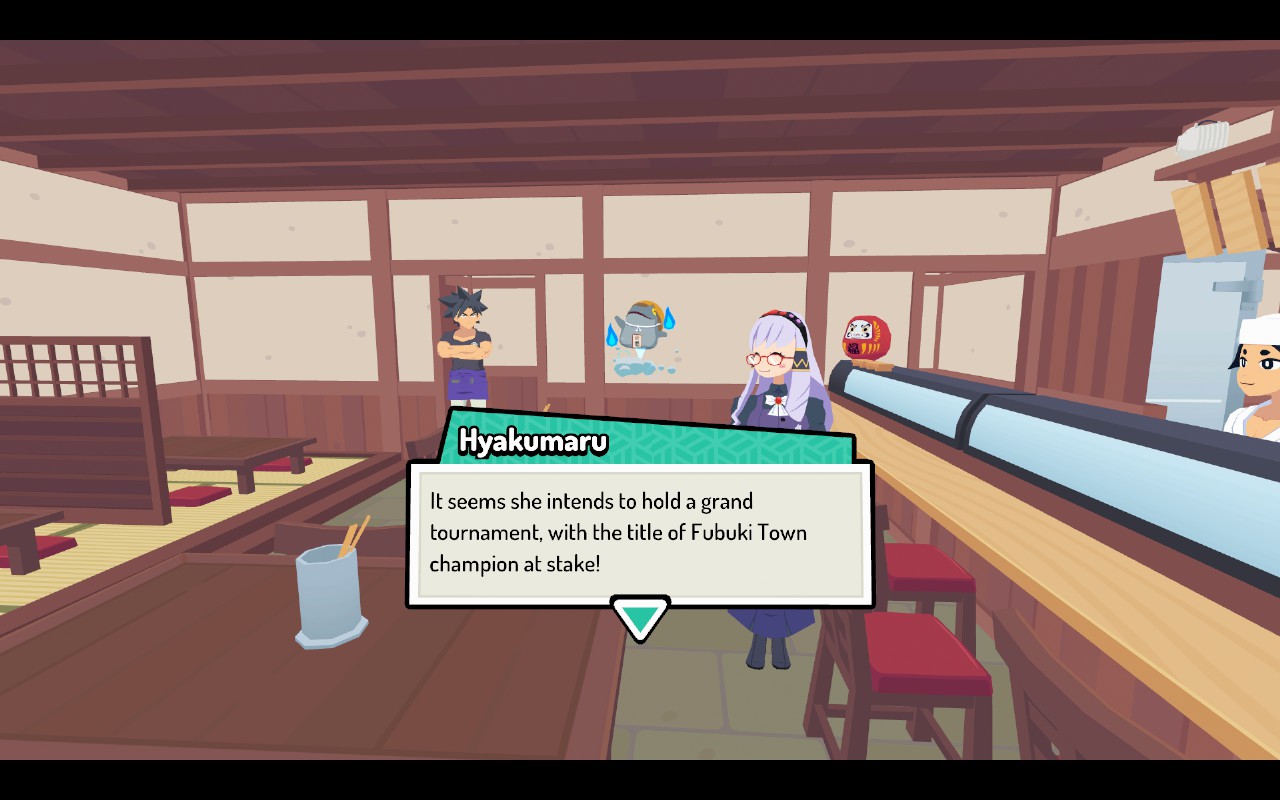 Hyakumaru
It seems she intends to hold a grand
tournament, with the title of Fubuki Town
champion at stake!